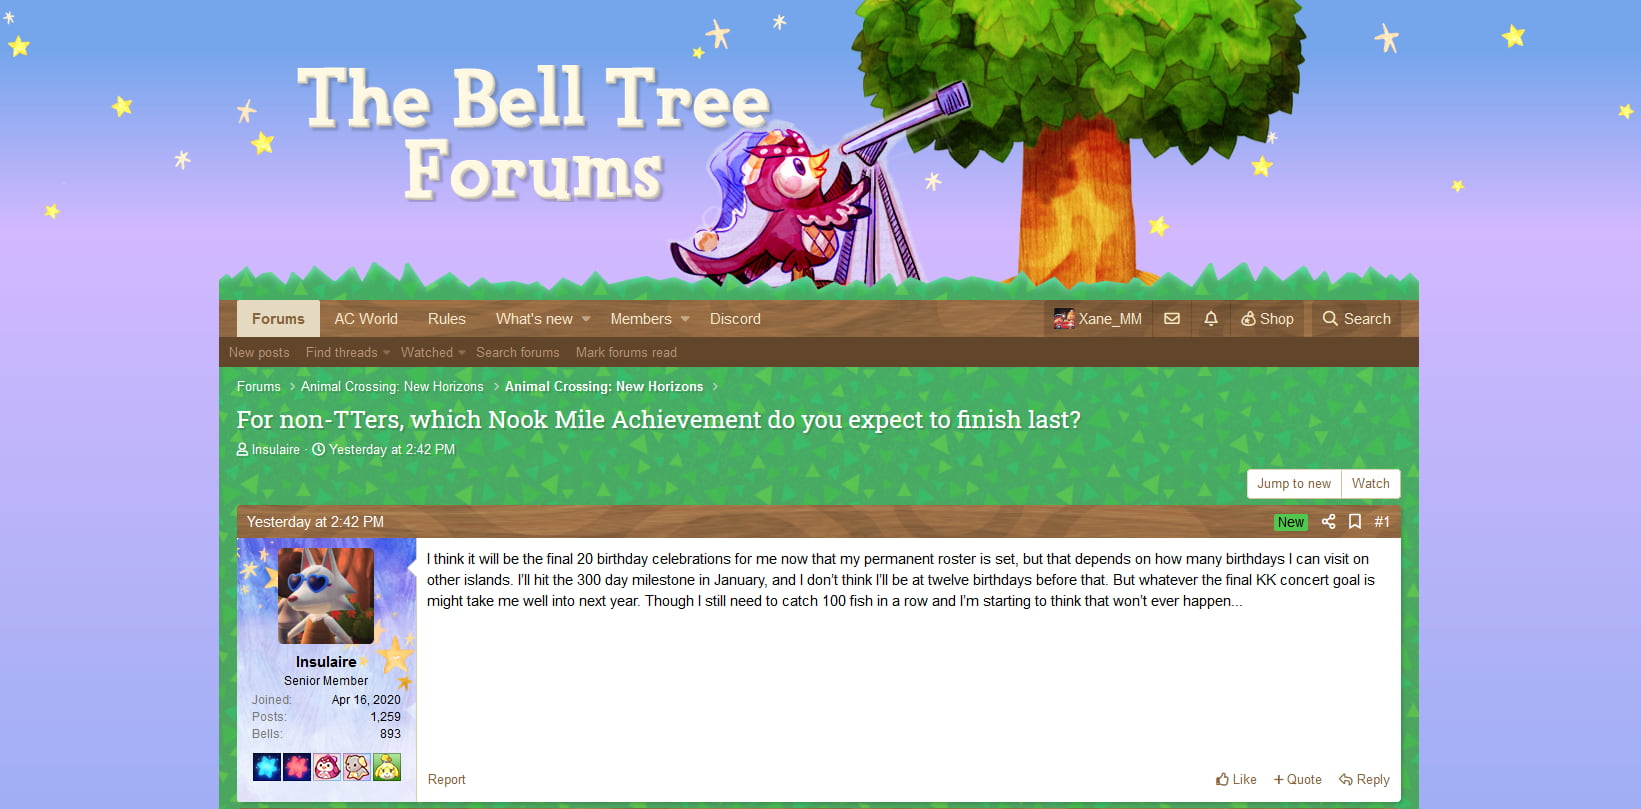 The Bell Tree
Forums
Forums AC World Rules What's new Members Discord Xane_MM Shop Search
New posts Find threads Watched Search forums Mark forums read
Forums Animal Crossing: New Horizons Animal Crossing: New Horizons
For non-TTers, which Nook Mile Achievement do you expect to finish last?
Insulaire · Yesterday at 2:42 PM
Jump to new Watch
Yesterday at 2:42 PM New #1
I think it will be the final 20 birthday celebrations for me now that my permanent roster is set, but that depends on how many birthdays I can visit on
other islands. I'll hit the 300 day milestone in January, and I don't think I'll be at twelve birthdays before that. But whatever the final KK concert goal is
might take me well into next year. Though I still need to catch 100 fish in a row and I'm starting to think that won't ever happen...
Insulaire
Senior Member
Joined: Apr 16, 2020
Posts: 1,259
Bells: 893
Report Like + Quote Reply